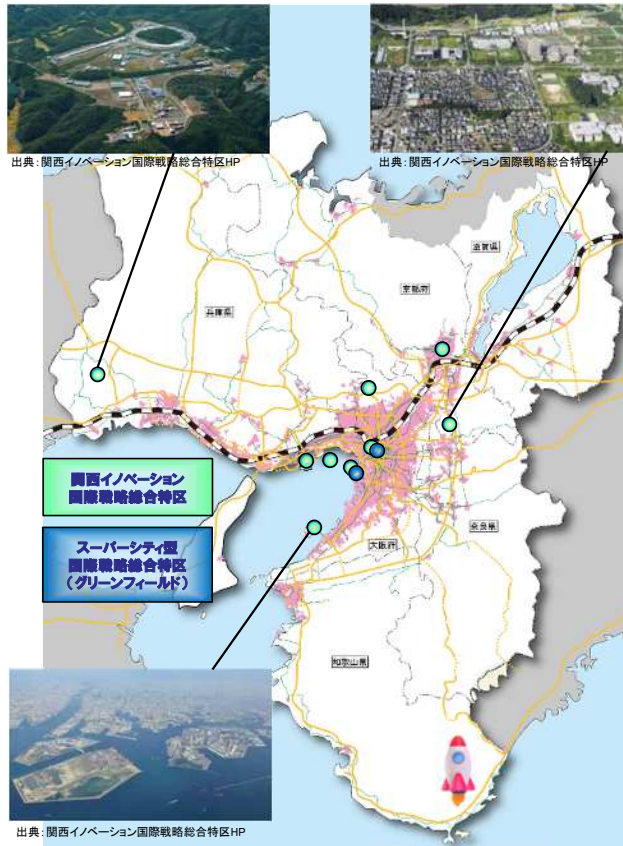 出典：関西イノベーション国際戦略総合特区HP
出典：関西イノベーション国際戦略総合特区HP
滋賀県
京都府
兵庫県
関西イノベーション
国際戦略総合特区
スーパーシティ型
国際戦略総合特区
（グリーンフィールド）
奈良県
大阪府
和歌山県
出典：関西イノベーション国際戦略総合特区HP